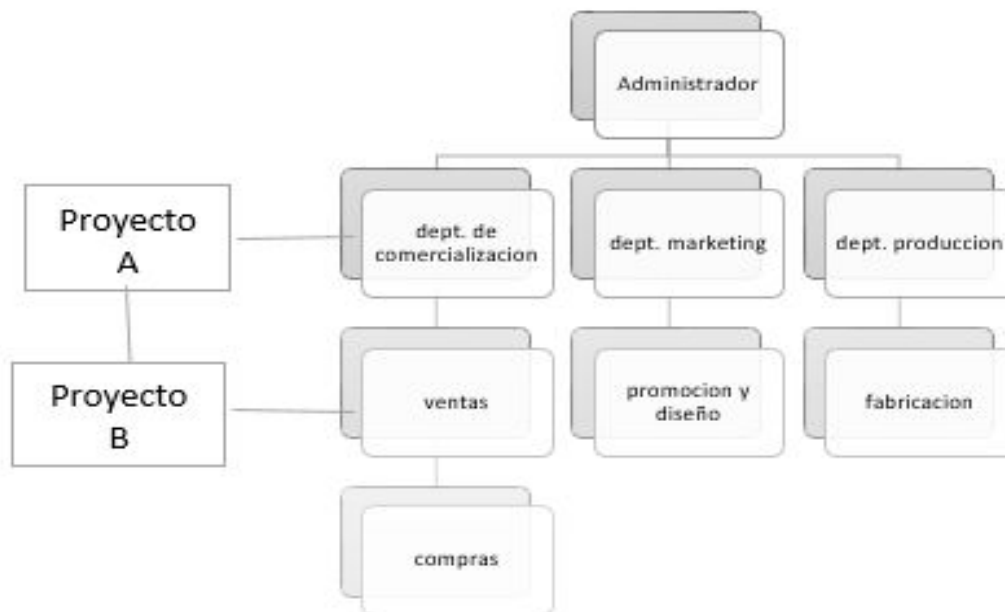 Administrador
Proyecto
A
dept. de
comercializacion
dept. marketing
dept. produccion
Proyecto
B
ventas
promocion y
diseño
fabricacion
compras